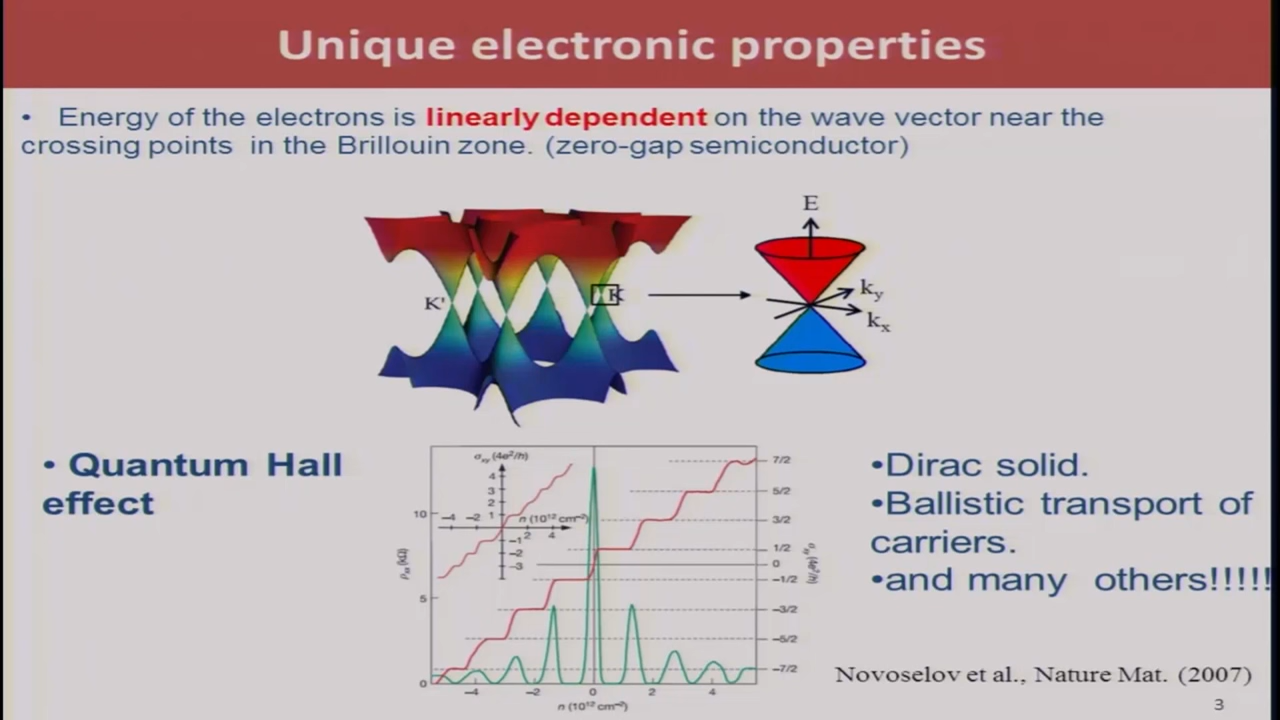 Unique electronic properties
• Energy of the electrons is linearly dependent on the wave vector near the
crossing points in the Brillouin zone. (zero-gap semiconductor)
E
K'
K
ky
kx
• Quantum Hall
effect
σxy (4e²/h)
4
3
2
1
-4 -2
n (10¹² cm⁻²)
2 4
-1
-2
-3
10
5
0
ρxx (kΩ)
7/2
5/2
3/2
1/2
0
-1/2
-3/2
-5/2
-7/2
σxy (4e²/h)
-4 -2 0 2 4
n (10¹² cm⁻²)
•Dirac solid.
•Ballistic transport of
carriers.
•and many others!!!!!
Novoselov et al., Nature Mat. (2007)
3